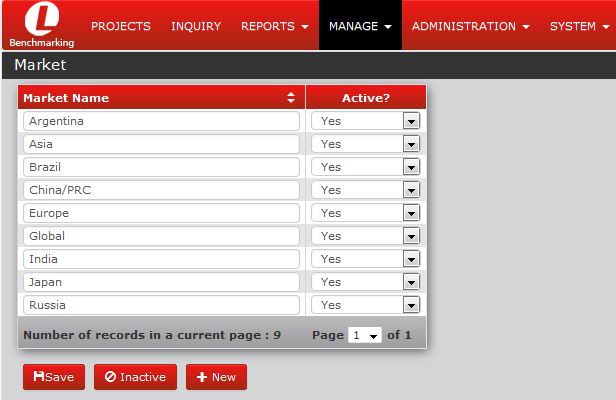 L
Benchmarking
PROJECTS INQUIRY REPORTS MANAGE ADMINISTRATION SYSTEM
Market
Market Name Active?
Argentina Yes
Asia Yes
Brazil Yes
China/PRC Yes
Europe Yes
Global Yes
India Yes
Japan Yes
Russia Yes
Number of records in a current page : 9 Page 1 of 1
Save Inactive New